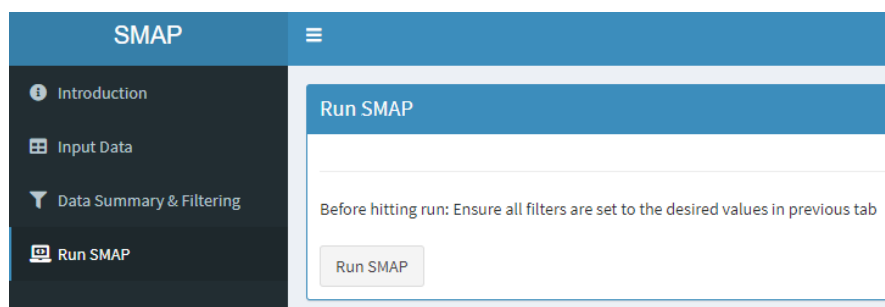 SMAP
Introduction
Input Data
Data Summary & Filtering
Run SMAP
Run SMAP
Before hitting run: Ensure all filters are set to the desired values in previous tab
Run SMAP